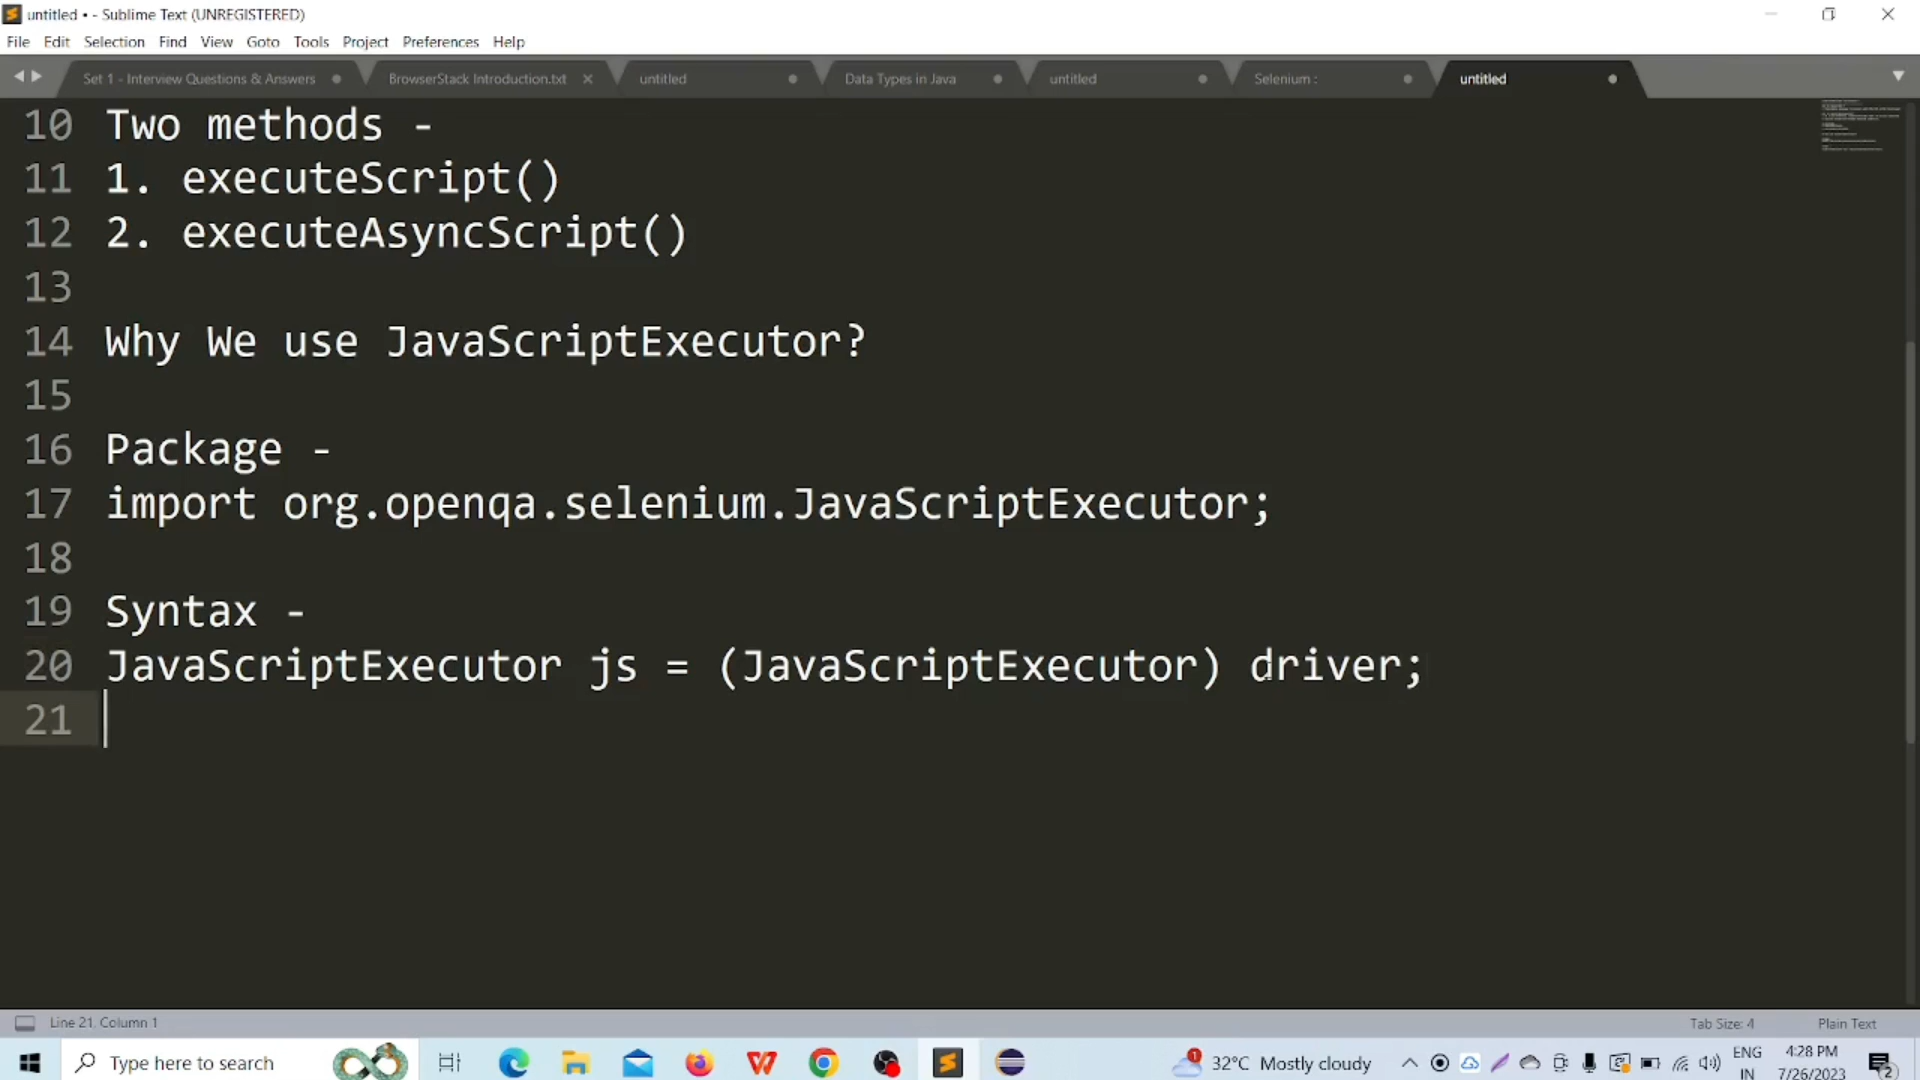 untitled • - Sublime Text (UNREGISTERED)
File Edit Selection Find View Goto Tools Project Preferences Help
Set 1 - Interview Questions & Answers BrowserStack Introduction.txt untitled Data Types in Java untitled Selenium : untitled
10 Two methods -
11 1. executeScript()
12 2. executeAsyncScript()
13
14 Why We use JavaScriptExecutor?
15
16 Package -
17 import org.openqa.selenium.JavaScriptExecutor;
18
19 Syntax -
20 JavaScriptExecutor js = (JavaScriptExecutor) driver;
21
Line 21, Column 1 Tab Size: 4 Plain Text
Type here to search 1 32°C Mostly cloudy ENG 4:28 PM
IN 7/26/2023 2